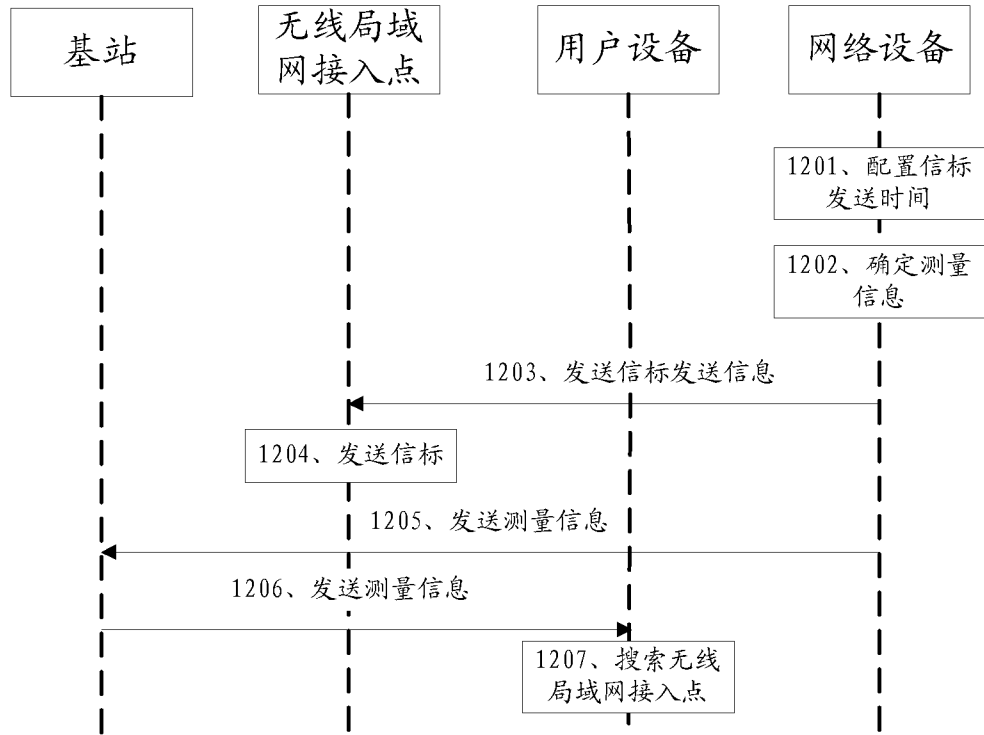 基站
无线局域
网接入点
用户设备
网络设备
1201、配置信标
发送时间
1202、确定测量
信息
1203、发送信标发送信息
1204、发送信标
1205、发送测量信息
1206、发送测量信息
1207、搜索无线
局域网接入点